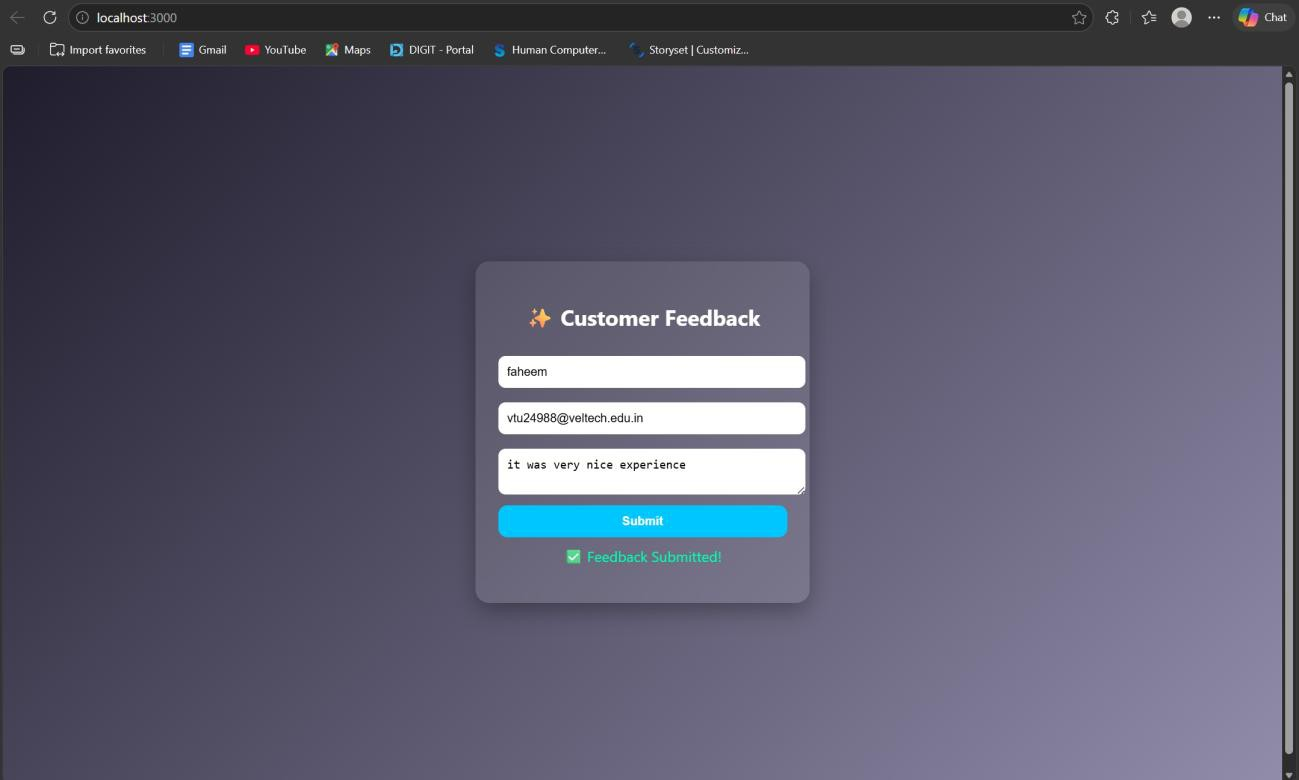 localhost:3000
Chat
Import favorites
Gmail
YouTube
Maps
DIGIT - Portal
Human Computer...
Storyset | Customiz...
✨ Customer Feedback
faheem
vtu24988@veltech.edu.in
it was very nice experience
Submit
✅ Feedback Submitted!